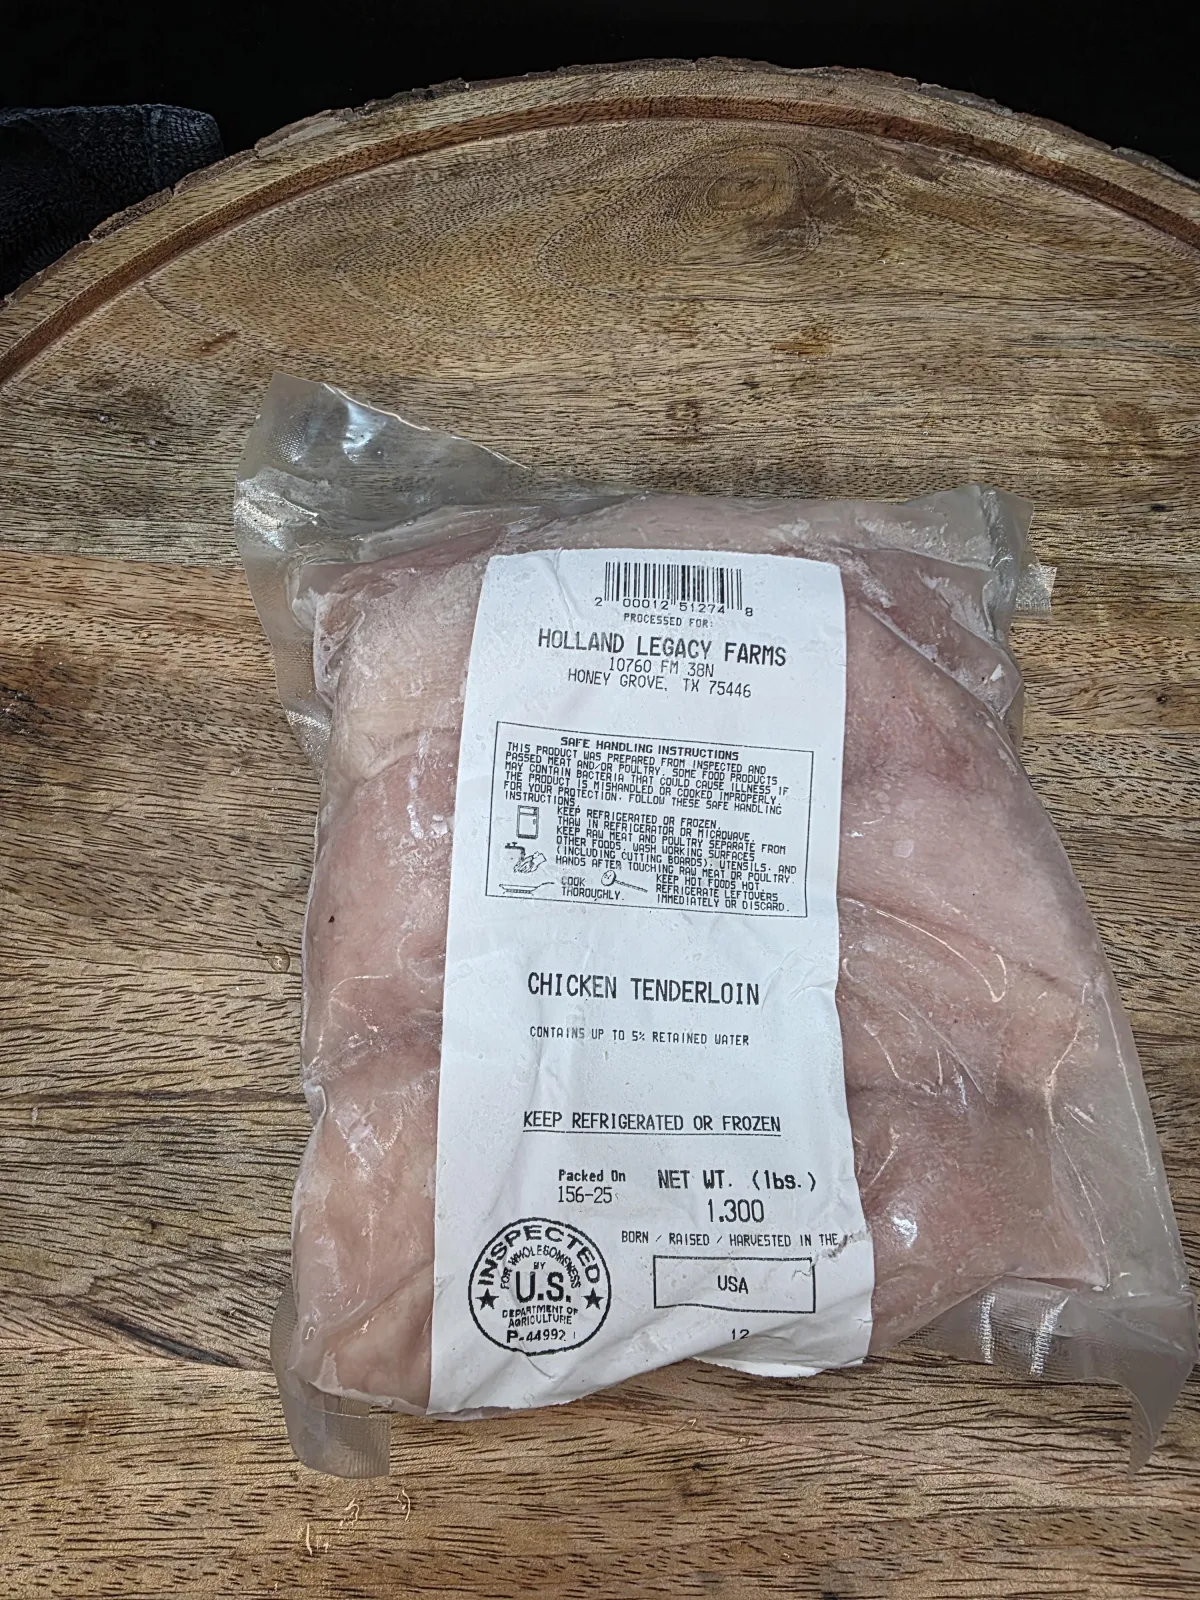 2 00012 51274 8
PROCESSED FOR:
HOLLAND LEGACY FARMS
10760 FM 38N
HONEY GROVE, TX 75446
SAFE HANDLING INSTRUCTIONS
THIS PRODUCT WAS PREPARED FROM INSPECTED AND
PASSED MEAT AND/OR POULTRY. SOME FOOD PRODUCTS
MAY CONTAIN BACTERIA THAT COULD CAUSE ILLNESS IF
THE PRODUCT IS MISHANDLED OR COOKED IMPROPERLY.
FOR YOUR PROTECTION, FOLLOW THESE SAFE HANDLING
INSTRUCTIONS.
KEEP REFRIGERATED OR FROZEN.
THAW IN REFRIGERATOR OR MICROWAVE.
KEEP RAW MEAT AND POULTRY SEPARATE FROM
OTHER FOODS. WASH WORKING SURFACES
(INCLUDING CUTTING BOARDS), UTENSILS, AND
HANDS AFTER TOUCHING RAW MEAT OR POULTRY.
COOK
THOROUGHLY.
KEEP HOT FOODS HOT.
REFRIGERATE LEFTOVERS
IMMEDIATELY OR DISCARD.
CHICKEN TENDERLOIN
CONTAINS UP TO 5% RETAINED WATER
KEEP REFRIGERATED OR FROZEN
Packed On
156-25
NET WT. (lbs.)
1.300
BORN / RAISED / HARVESTED IN THE
USA
12
INSPECTED
FOR WHOLESOMENESS
BY
U.S.
DEPARTMENT OF
AGRICULTURE
P-44992